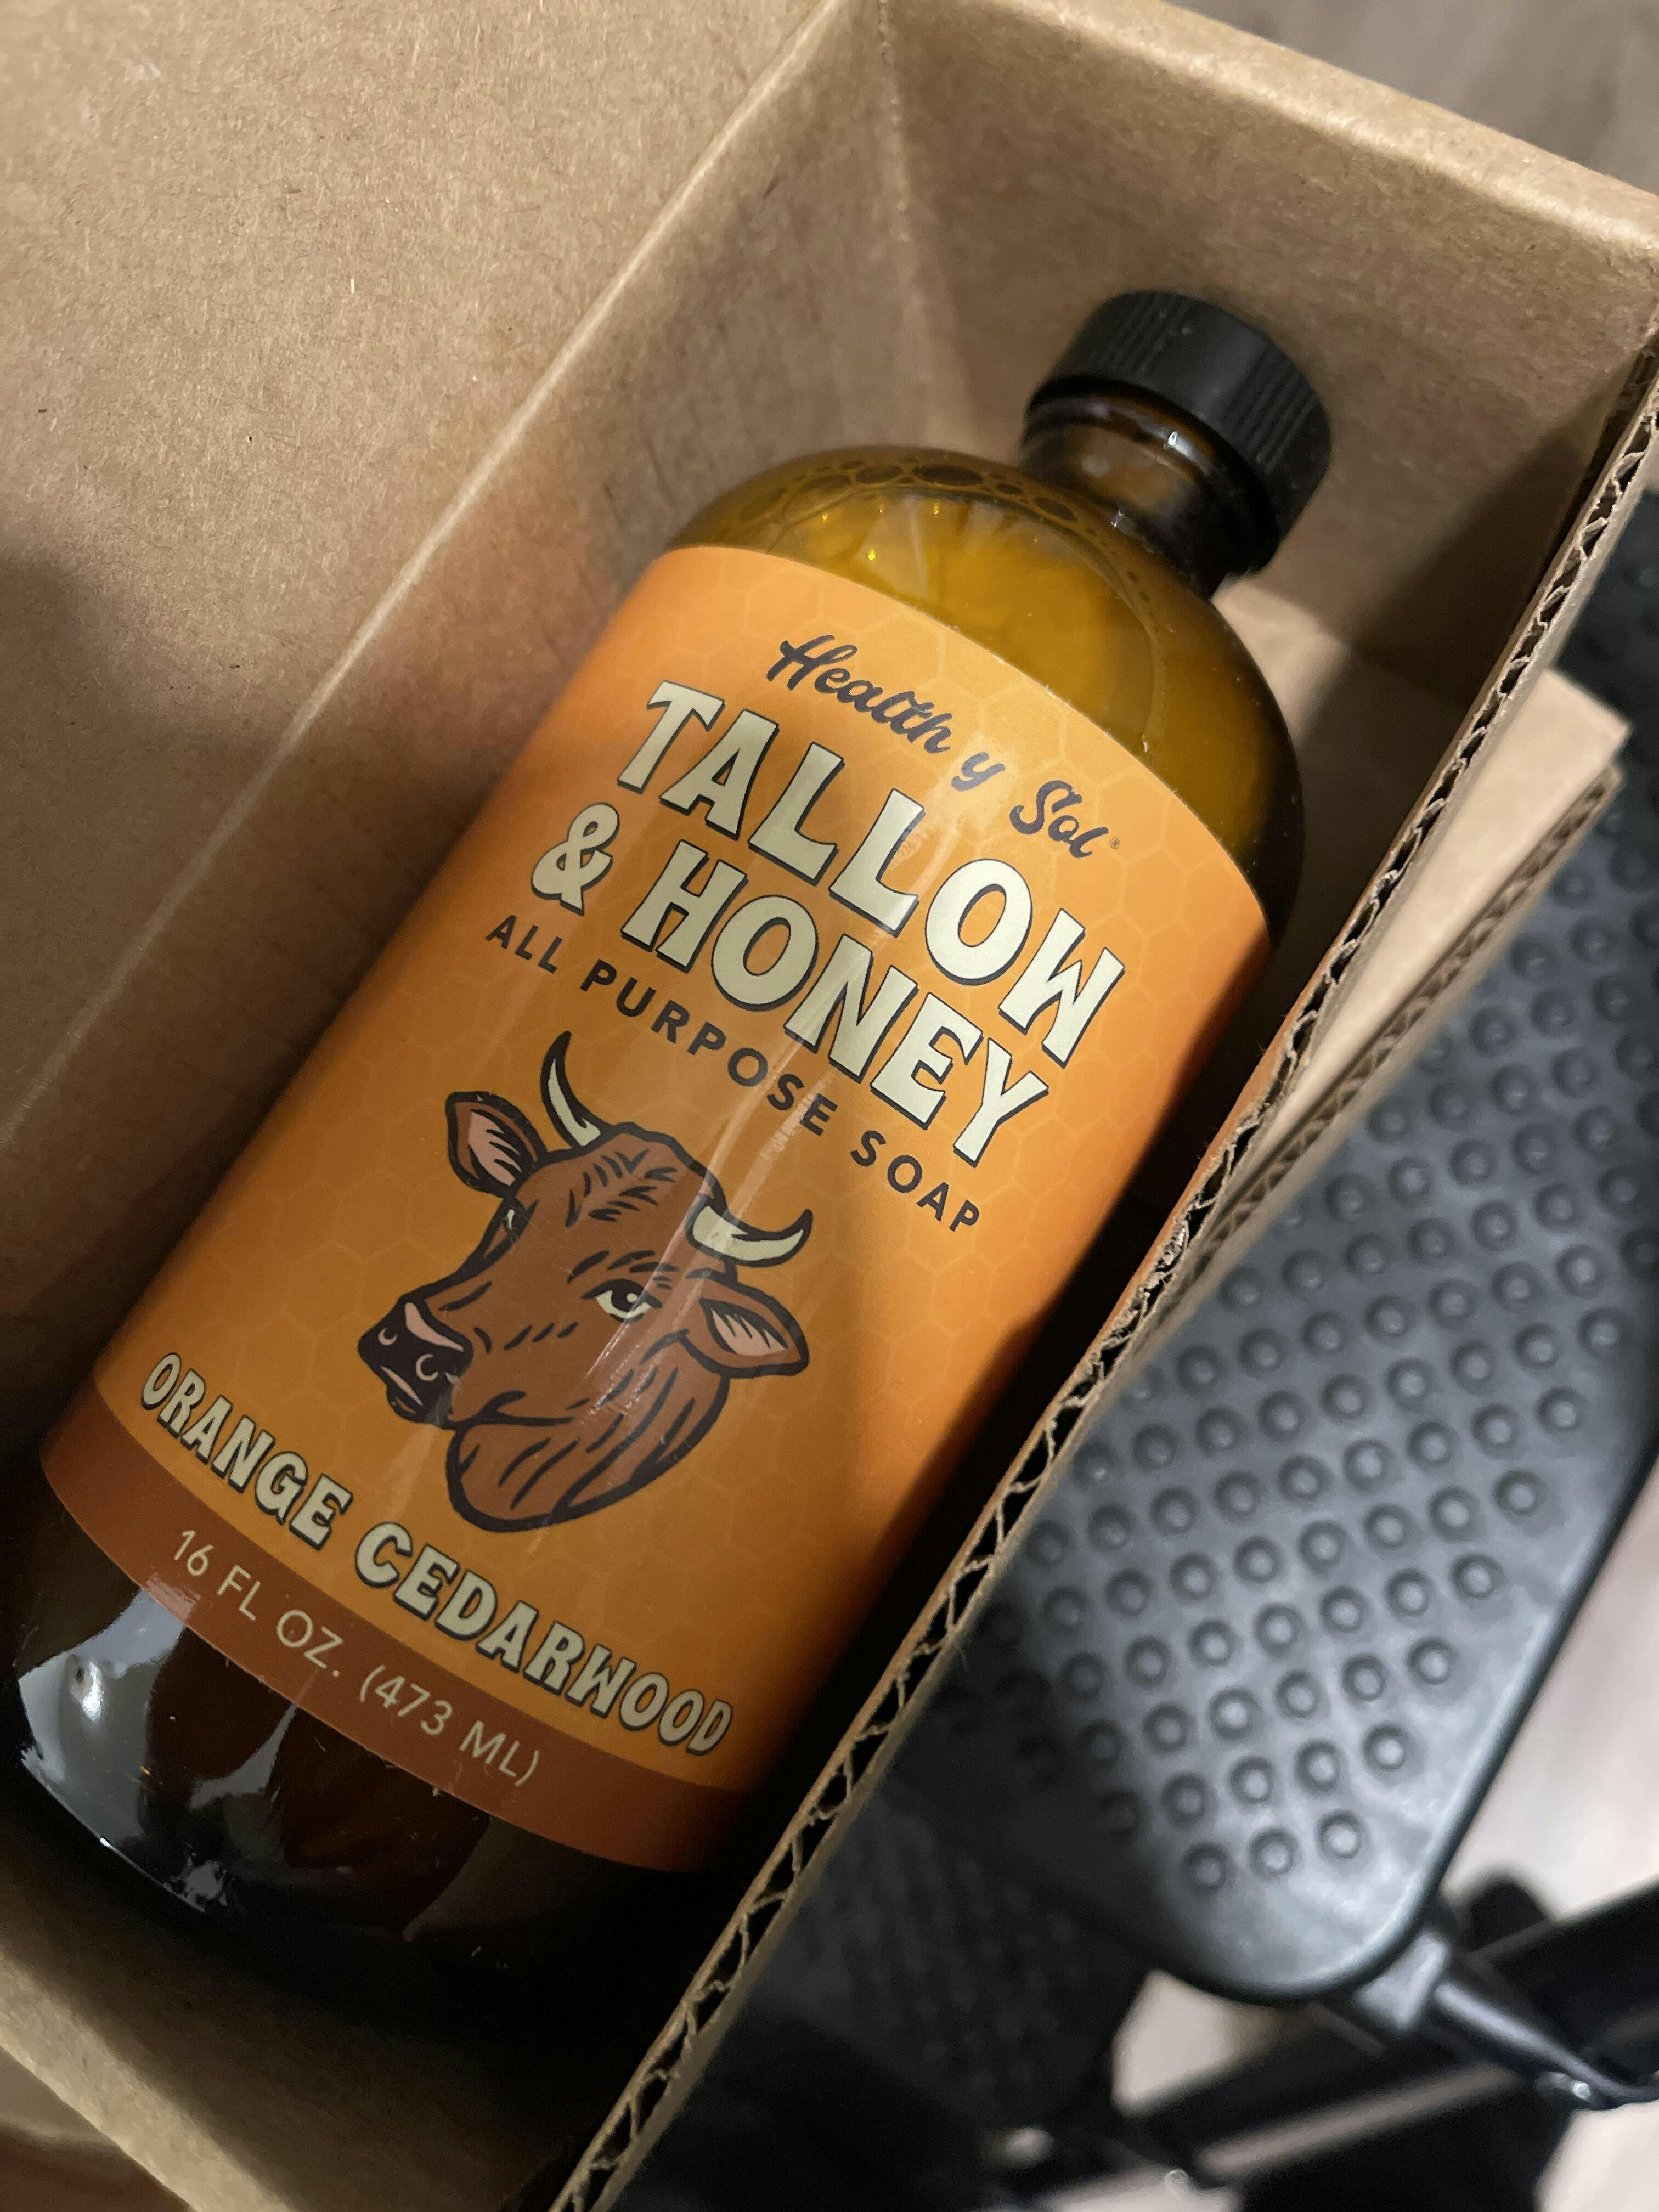 Health y Sol®
TALLOW
& HONEY
ALL PURPOSE SOAP
ORANGE CEDARWOOD
16 FL OZ. (473 ML)